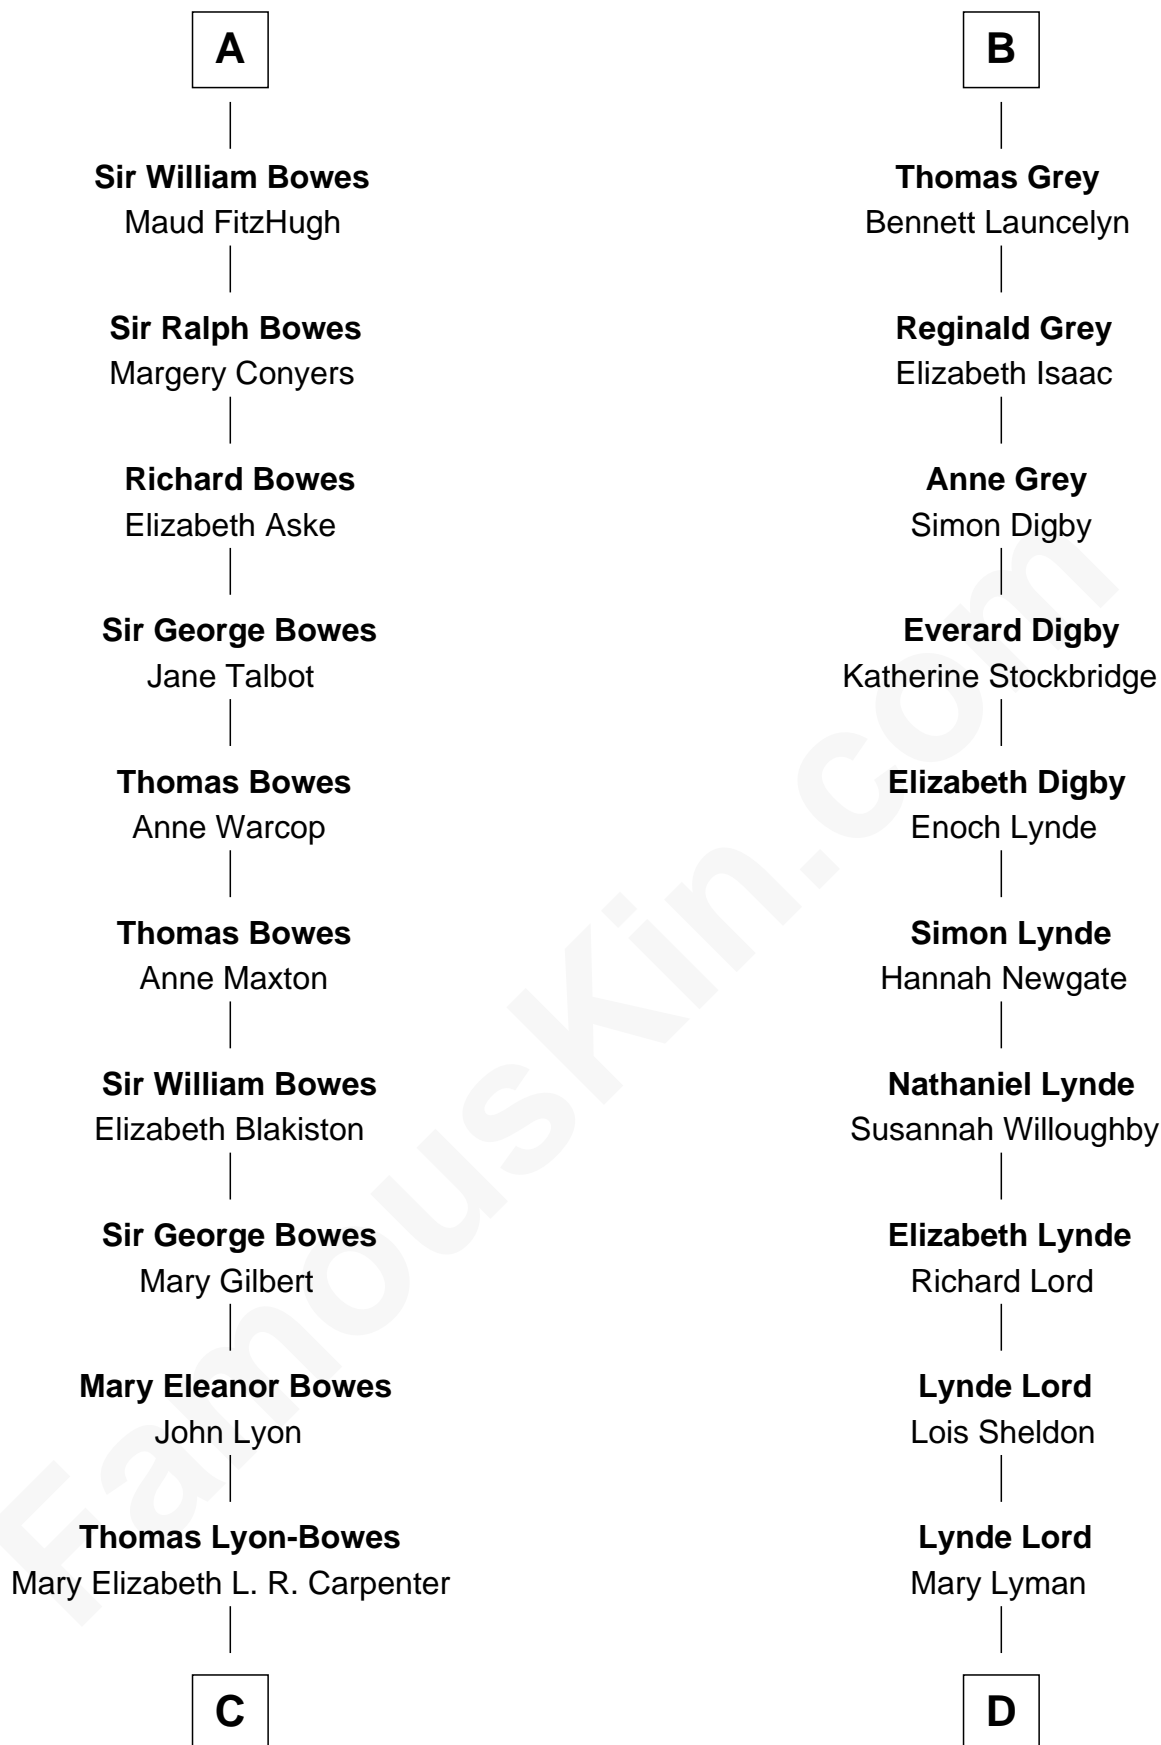 A
Sir William Bowes
Maud FitzHugh
Sir Ralph Bowes
Margery Conyers
Richard Bowes
Elizabeth Aske
Sir George Bowes
Jane Talbot
Thomas Bowes
Anne Warcop
Thomas Bowes
Anne Maxton
Sir William Bowes
Elizabeth Blakiston
Sir George Bowes
Mary Gilbert
Mary Eleanor Bowes
John Lyon
Thomas Lyon-Bowes
Mary Elizabeth L. R. Carpenter
C
B
Thomas Grey
Bennett Launcelyn
Reginald Grey
Elizabeth Isaac
Anne Grey
Simon Digby
Everard Digby
Katherine Stockbridge
Elizabeth Digby
Enoch Lynde
Simon Lynde
Hannah Newgate
Nathaniel Lynde
Susannah Willoughby
Elizabeth Lynde
Richard Lord
Lynde Lord
Lois Sheldon
Lynde Lord
Mary Lyman
D
FamousKin.com